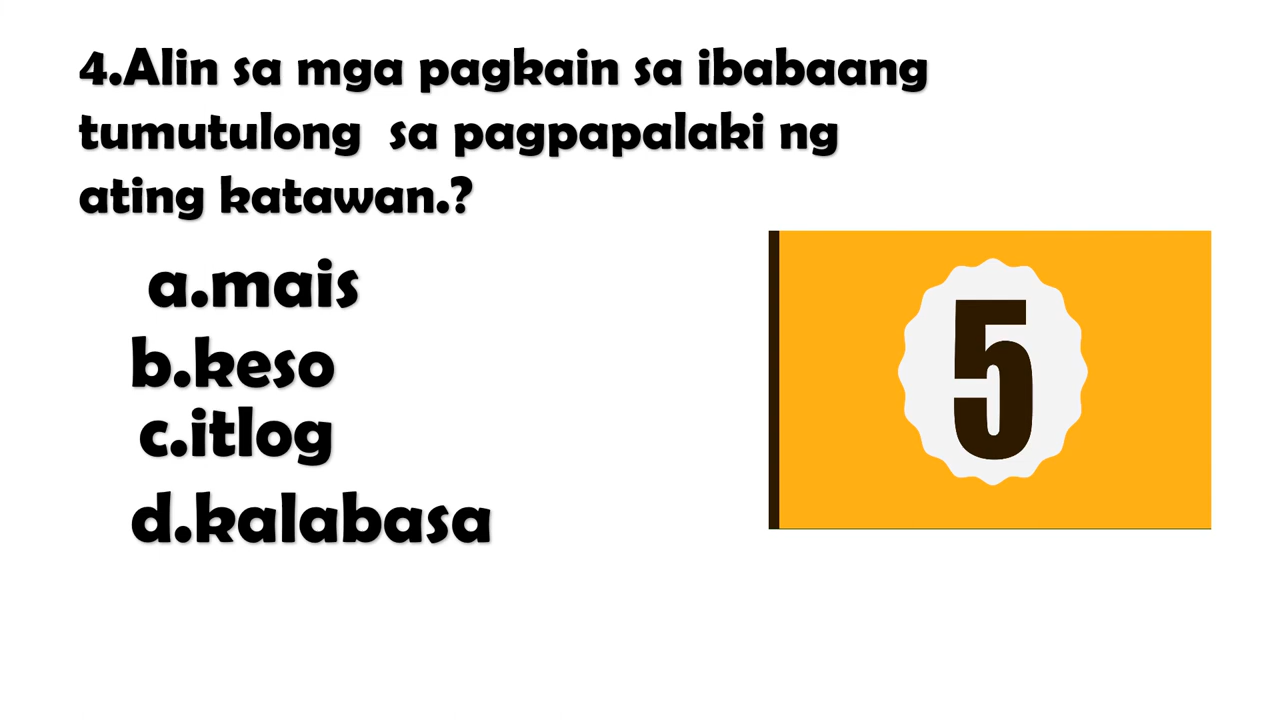 4.Alin sa mga pagkain sa ibabaang
tumutulong  sa pagpapalaki ng
ating katawan.?
a.mais
b.keso
c.itlog
d.kalabasa
5